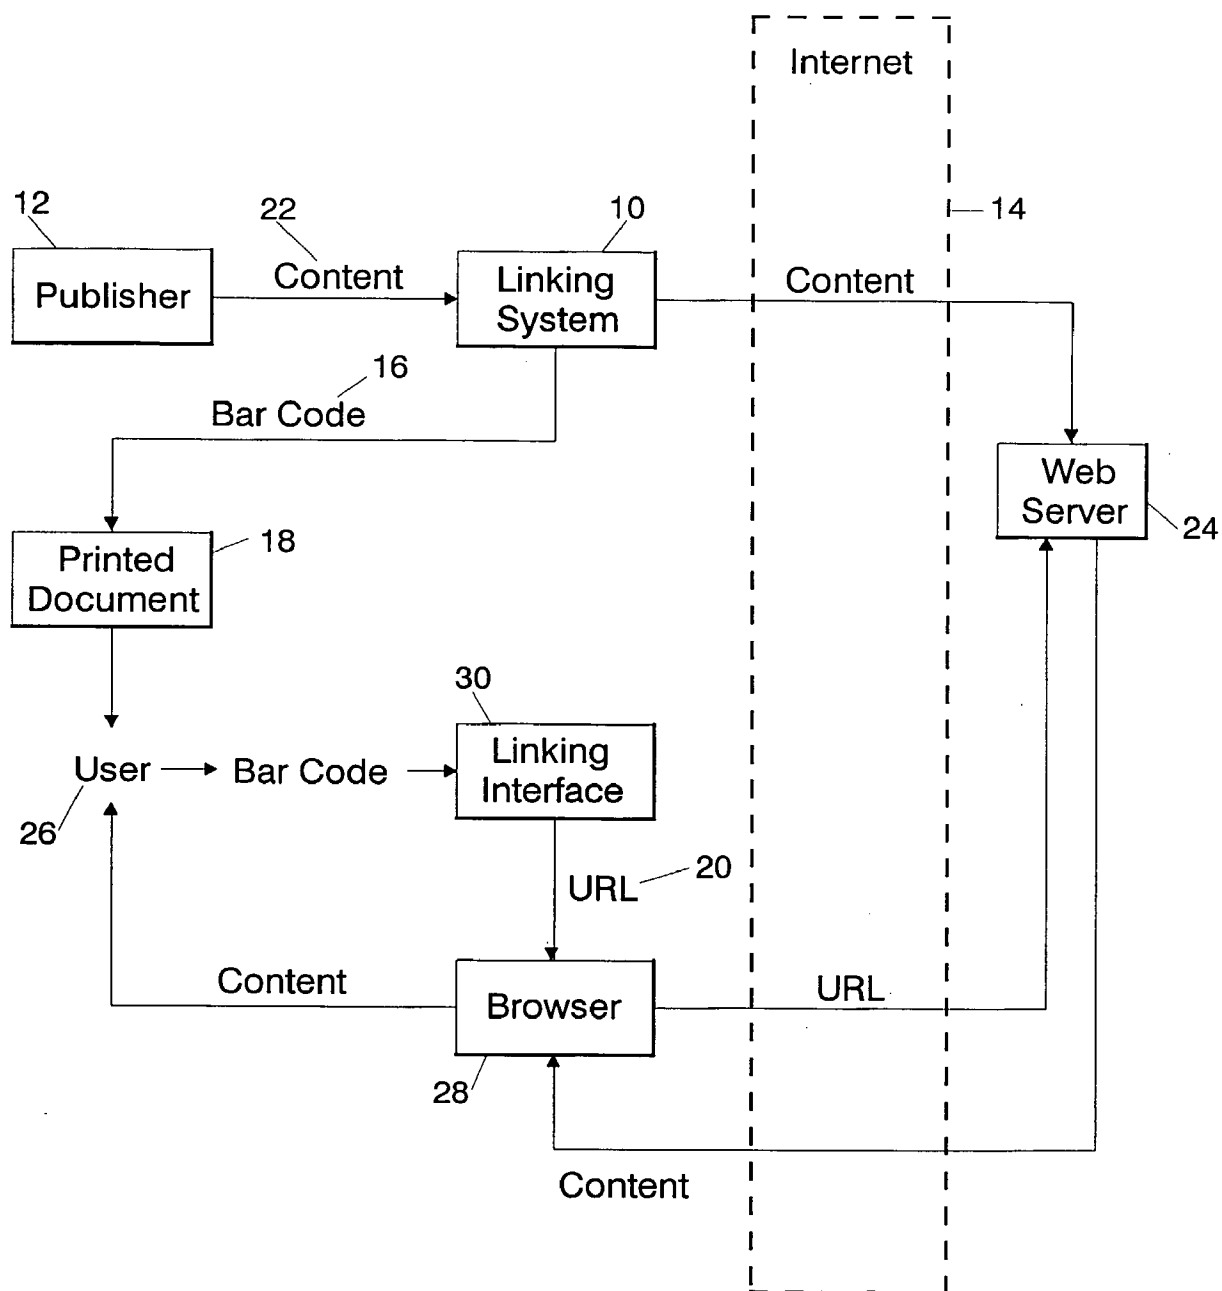 Internet
12
22
10
14
Publisher
Content
Linking
System
Content
16
Bar Code
Web
Server
24
18
Printed
Document
30
User
Bar Code
Linking
Interface
26
20
URL
Content
Browser
URL
28
Content